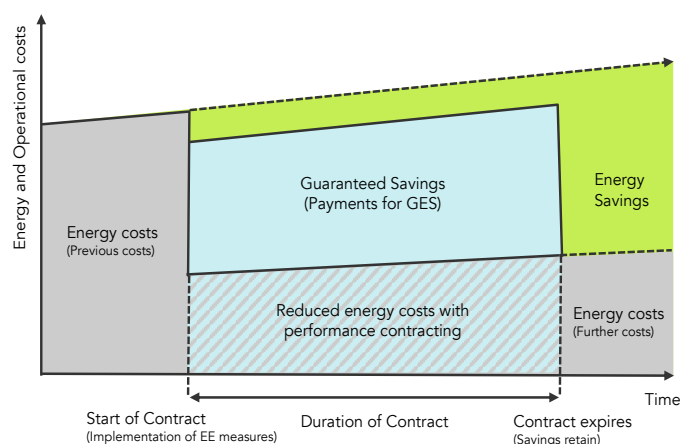 Energy and Operational costs
Guaranteed Savings
(Payments for GES)
Energy
Savings
Energy costs
(Previous costs)
Reduced energy costs with
performance contracting
Energy costs
(Further costs)
Time
Start of Contract
(Implementation of EE measures)
Duration of Contract
Contract expires
(Savings retain)